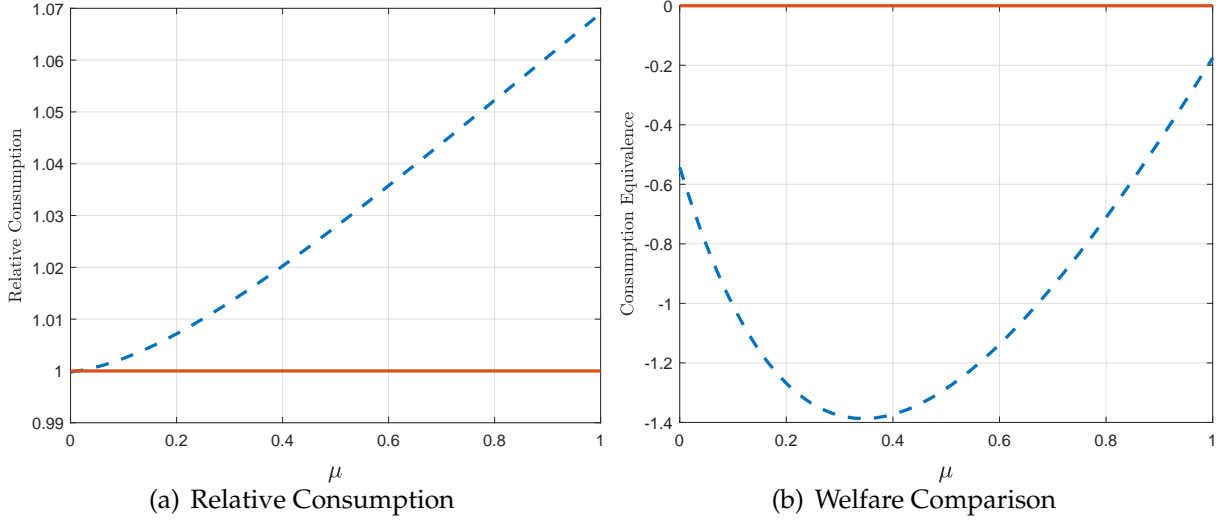 1.07
1.06
1.05
1.04
1.03
1.02
1.01
1
0.99
Relative Consumption
0 0.2 0.4 0.6 0.8 1
μ
(a) Relative Consumption
0
-0.2
-0.4
-0.6
-0.8
-1
-1.2
-1.4
Consumption Equivalence
0 0.2 0.4 0.6 0.8 1
μ
(b) Welfare Comparison